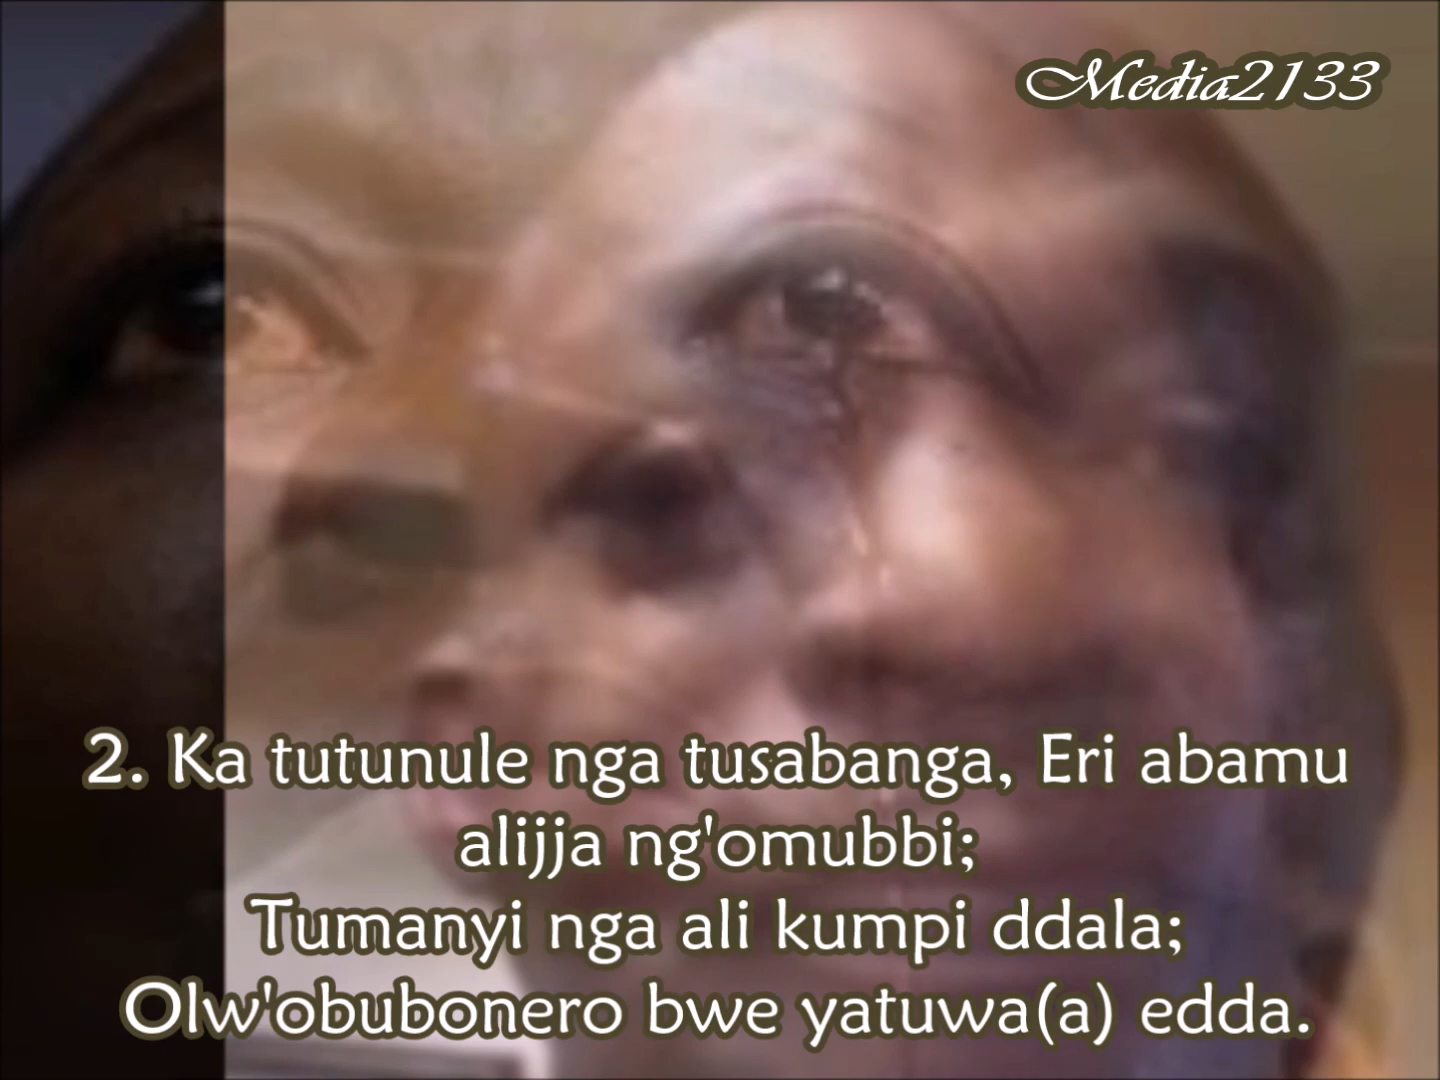 Media2133
2. Ka tutunule nga tusabanga, Eri abamu
alijja ng'omubbi;
Tumanyi nga ali kumpi ddala;
Olw'obubonero bwe yatuwa(a) edda.